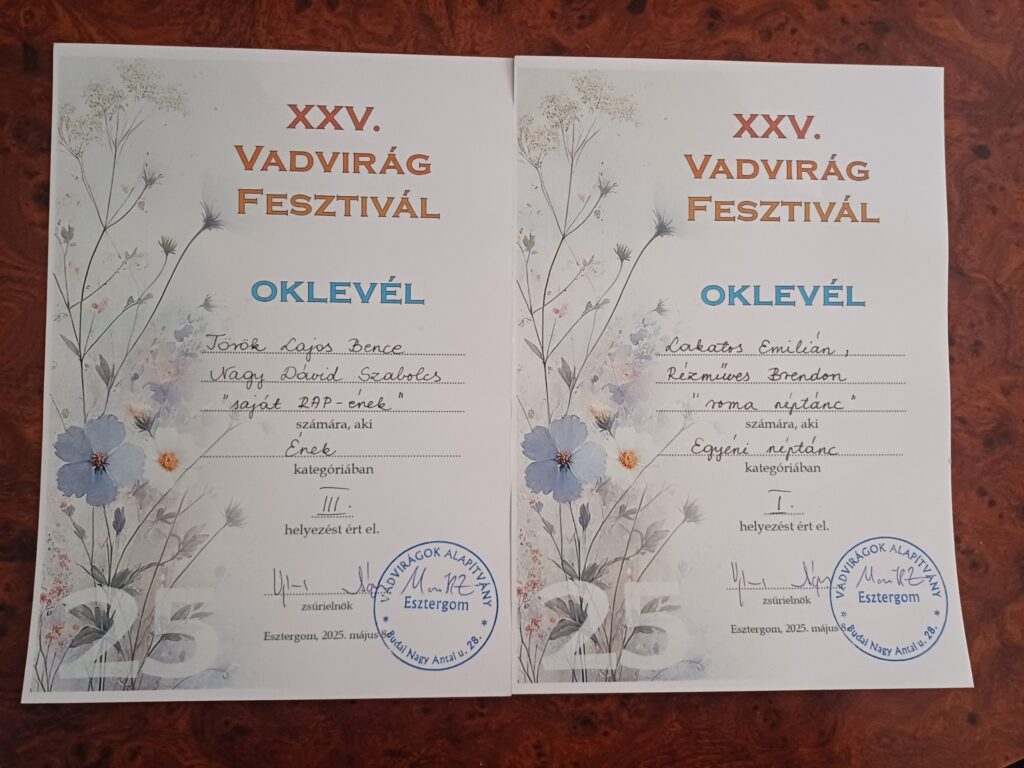 XXV.
VADVIRÁG
FESZTIVÁL
OKLEVÉL
Török Lajos Bence
Nagy Dávid Szabolcs
"saját RAP-ének"
számára, aki
Ének
kategóriában
III.
helyezést ért el.
zsűrielnök
VADVIRÁGOK ALAPÍTVÁNY
Esztergom
* Budai Nagy Antal u. 28. *
Esztergom, 2025. május 8.
25
XXV.
VADVIRÁG
FESZTIVÁL
OKLEVÉL
Lakatos Emilián,
Rézműves Brendon
"roma néptánc"
számára, aki
Egyéni néptánc
kategóriában
I.
helyezést ért el.
zsűrielnök
VADVIRÁGOK ALAPÍTVÁNY
Esztergom
* Budai Nagy Antal u. 28. *
Esztergom, 2025. május 8.
25